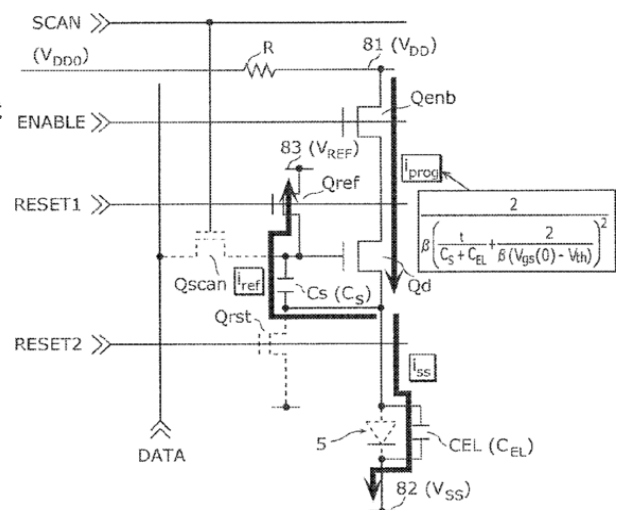 SCAN
(VDD0)
R
81 (VDD)
Qenb
ENABLE
83 (VREF)
Qref
iprog
RESET1
2
β(t/(CS+CEL)+2/(β(Vgs(0)-Vth)))²
Qscan
iref
Cs (CS)
Qd
Qrst
RESET2
iss
5
CEL (CEL)
DATA
82 (VSS)